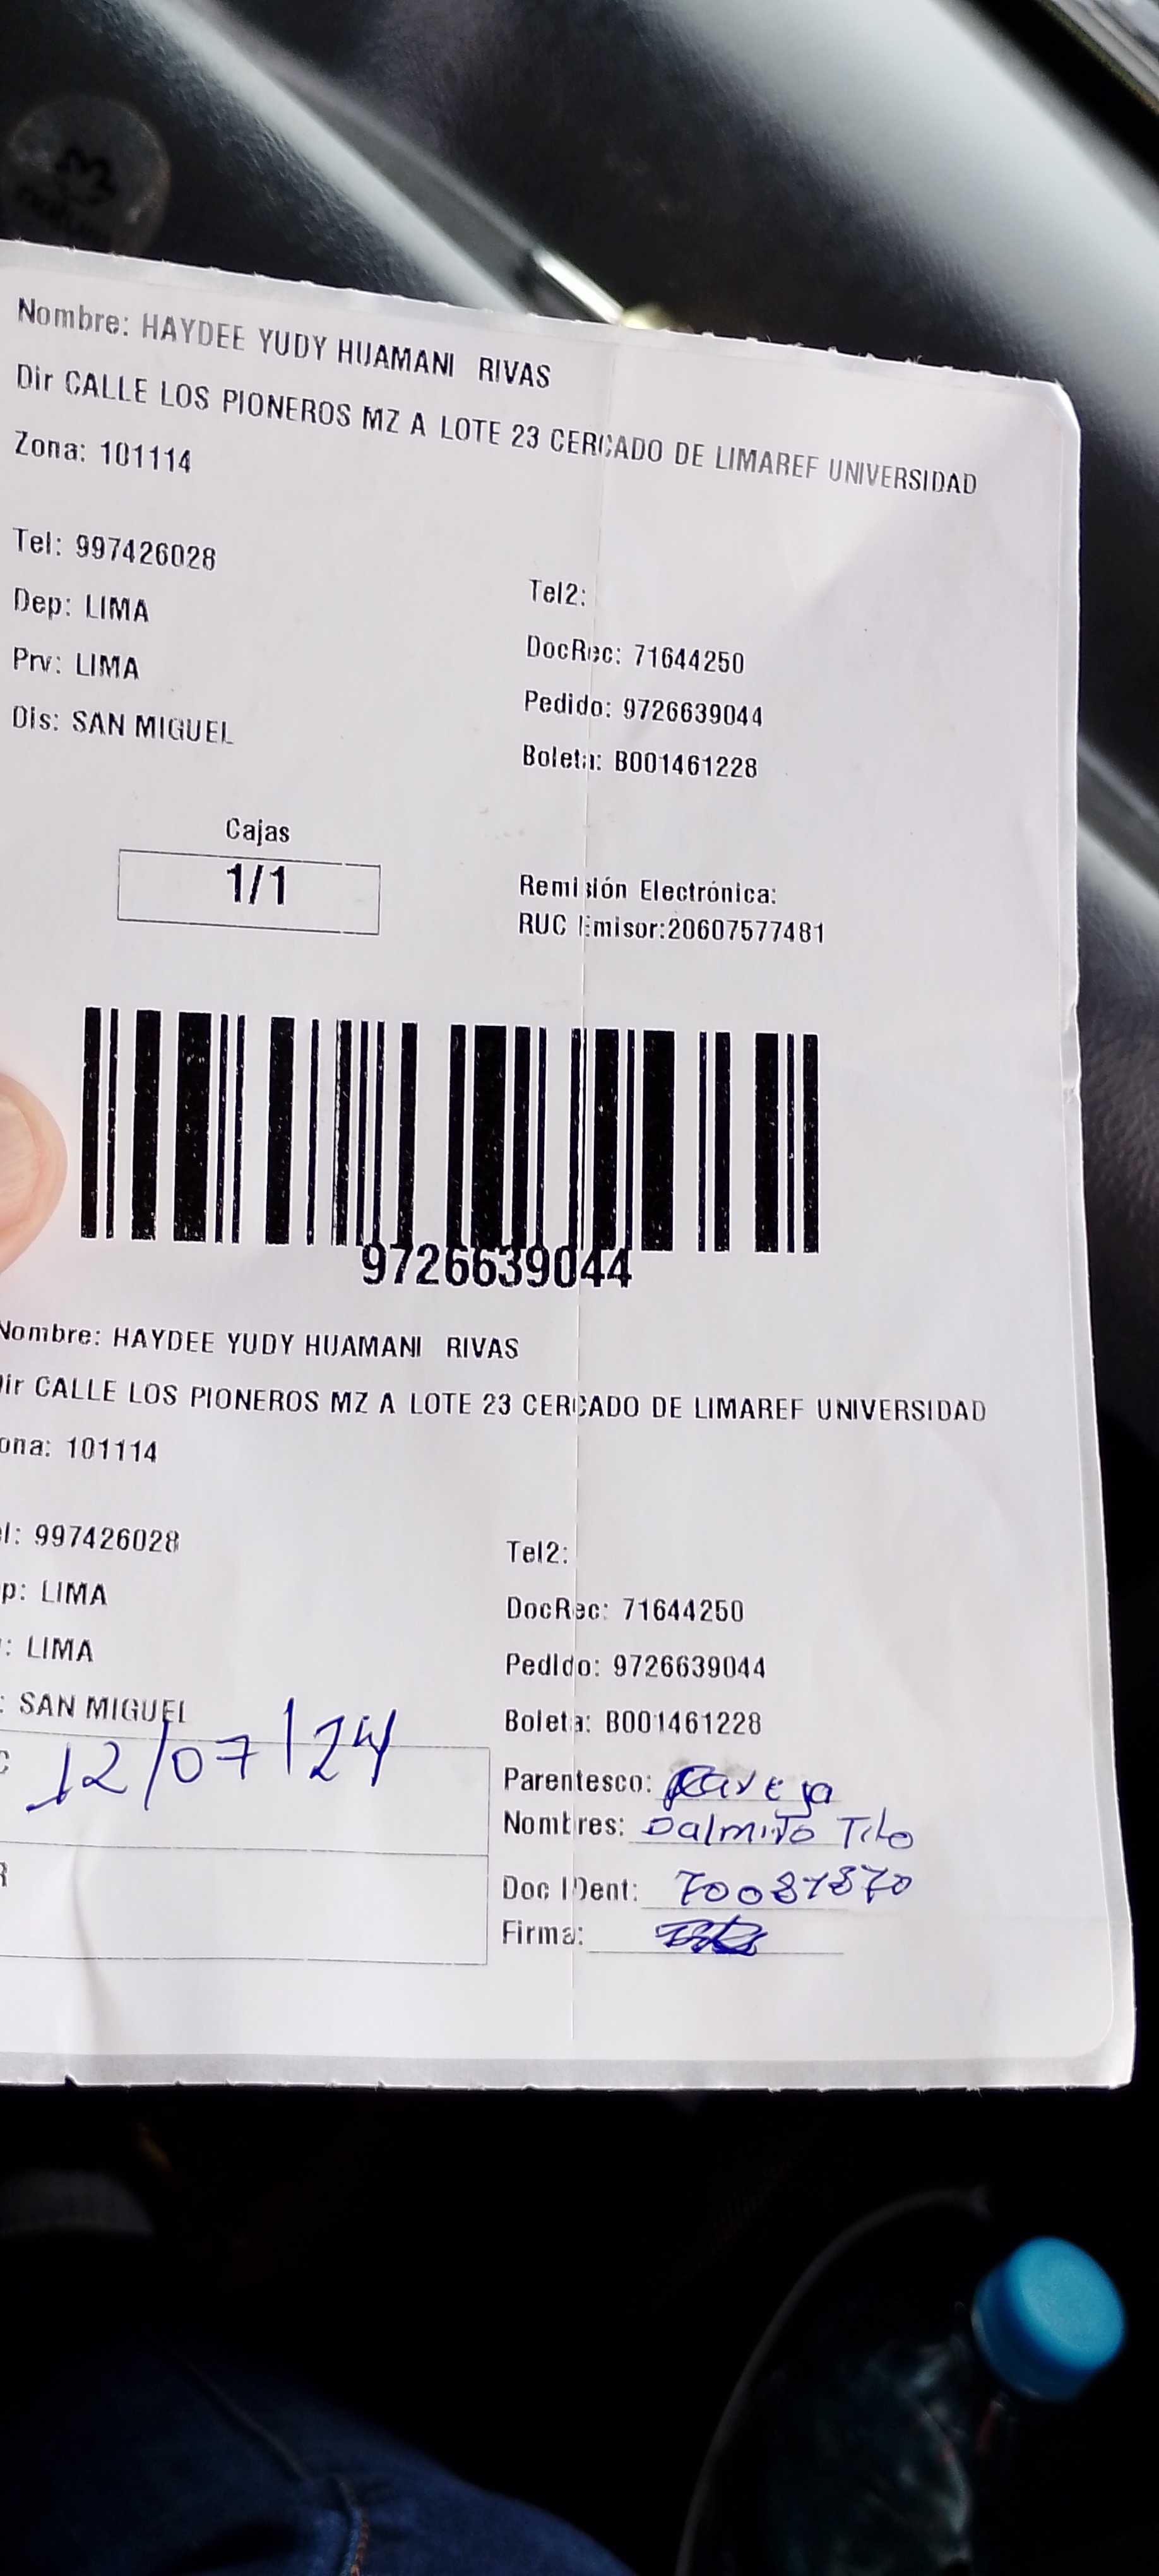 natura
Nombre: HAYDEE YUDY HUAMANI RIVAS
Dir CALLE LOS PIONEROS MZ A LOTE 23 CERCADO DE LIMAREF UNIVERSIDAD
Zona: 101114
Tel: 997426028
Tel2:
Dep: LIMA
DocRec: 71644250
Prv: LIMA
Pedido: 9726639044
Dis: SAN MIGUEL
Boleta: B001461228
Cajas
1/1
Remisión Electrónica:
RUC Emisor:20607577481
9726639044
Nombre: HAYDEE YUDY HUAMANI RIVAS
Dir CALLE LOS PIONEROS MZ A LOTE 23 CERCADO DE LIMAREF UNIVERSIDAD
ona: 101114
el: 997426028
Tel2:
p: LIMA
DocRec: 71644250
: LIMA
Pedido: 9726639044
: SAN MIGUEL
Boleta: B001461228
12/07/24
Parentesco: Pareja
Nombres: Dalmiro Tito
Doc IDent:
Firma: